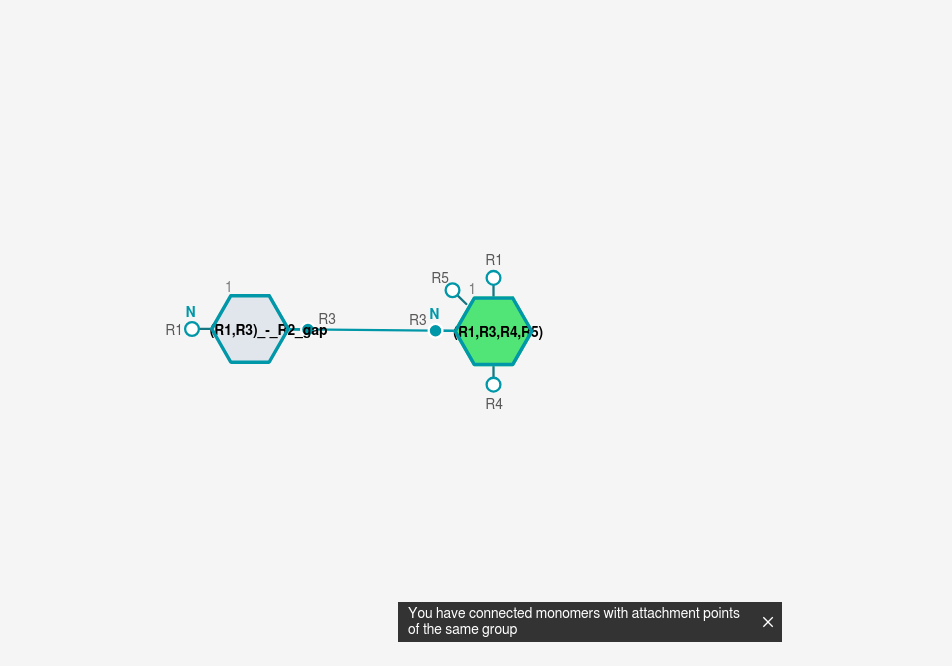 R1
R5
1
1
N
R3
R3
N
R1
(R1,R3)_-_R2_gap
(R1,R3,R4,R5)
R4
You have connected monomers with attachment points
of the same group